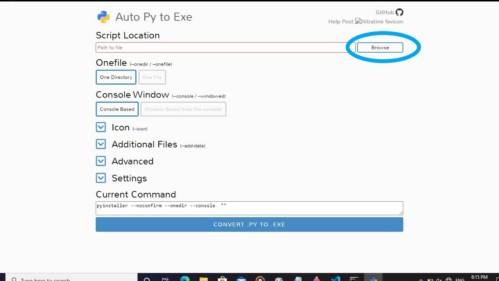 Auto Py to Exe
GitHub
Help Post
Script Location
Path to file
Browse
Onefile (--onedir / --onefile)
One Directory
One File
Console Window (--console / --windowed)
Console Based
Window Based (hide the console)
Icon (--icon)
Additional Files (--add-data)
Advanced
Settings
Current Command
pyinstaller --noconfirm --onedir --console ""
CONVERT .PY TO .EXE
Type here to search
8:15 PM